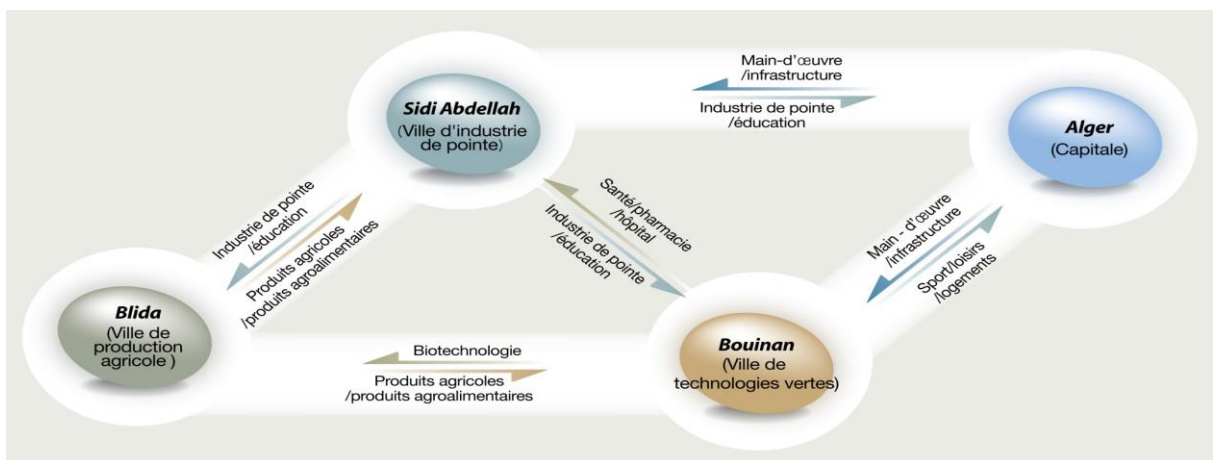 Main-d'œuvre
/infrastructure
Industrie de pointe
/éducation
Sidi Abdellah
(Ville d'industrie
de pointe)
Alger
(Capitale)
Industrie de pointe
/éducation
Produits agricoles
/produits agroalimentaires
Santé/pharmacie
/hôpital
Industrie de pointe
/éducation
Main - d'œuvre
/infrastructure
Sport/loisirs
/logements
Blida
(Ville de
production
agricole )
Biotechnologie
Produits agricoles
/produits agroalimentaires
Bouinan
(Ville de
technologies vertes)